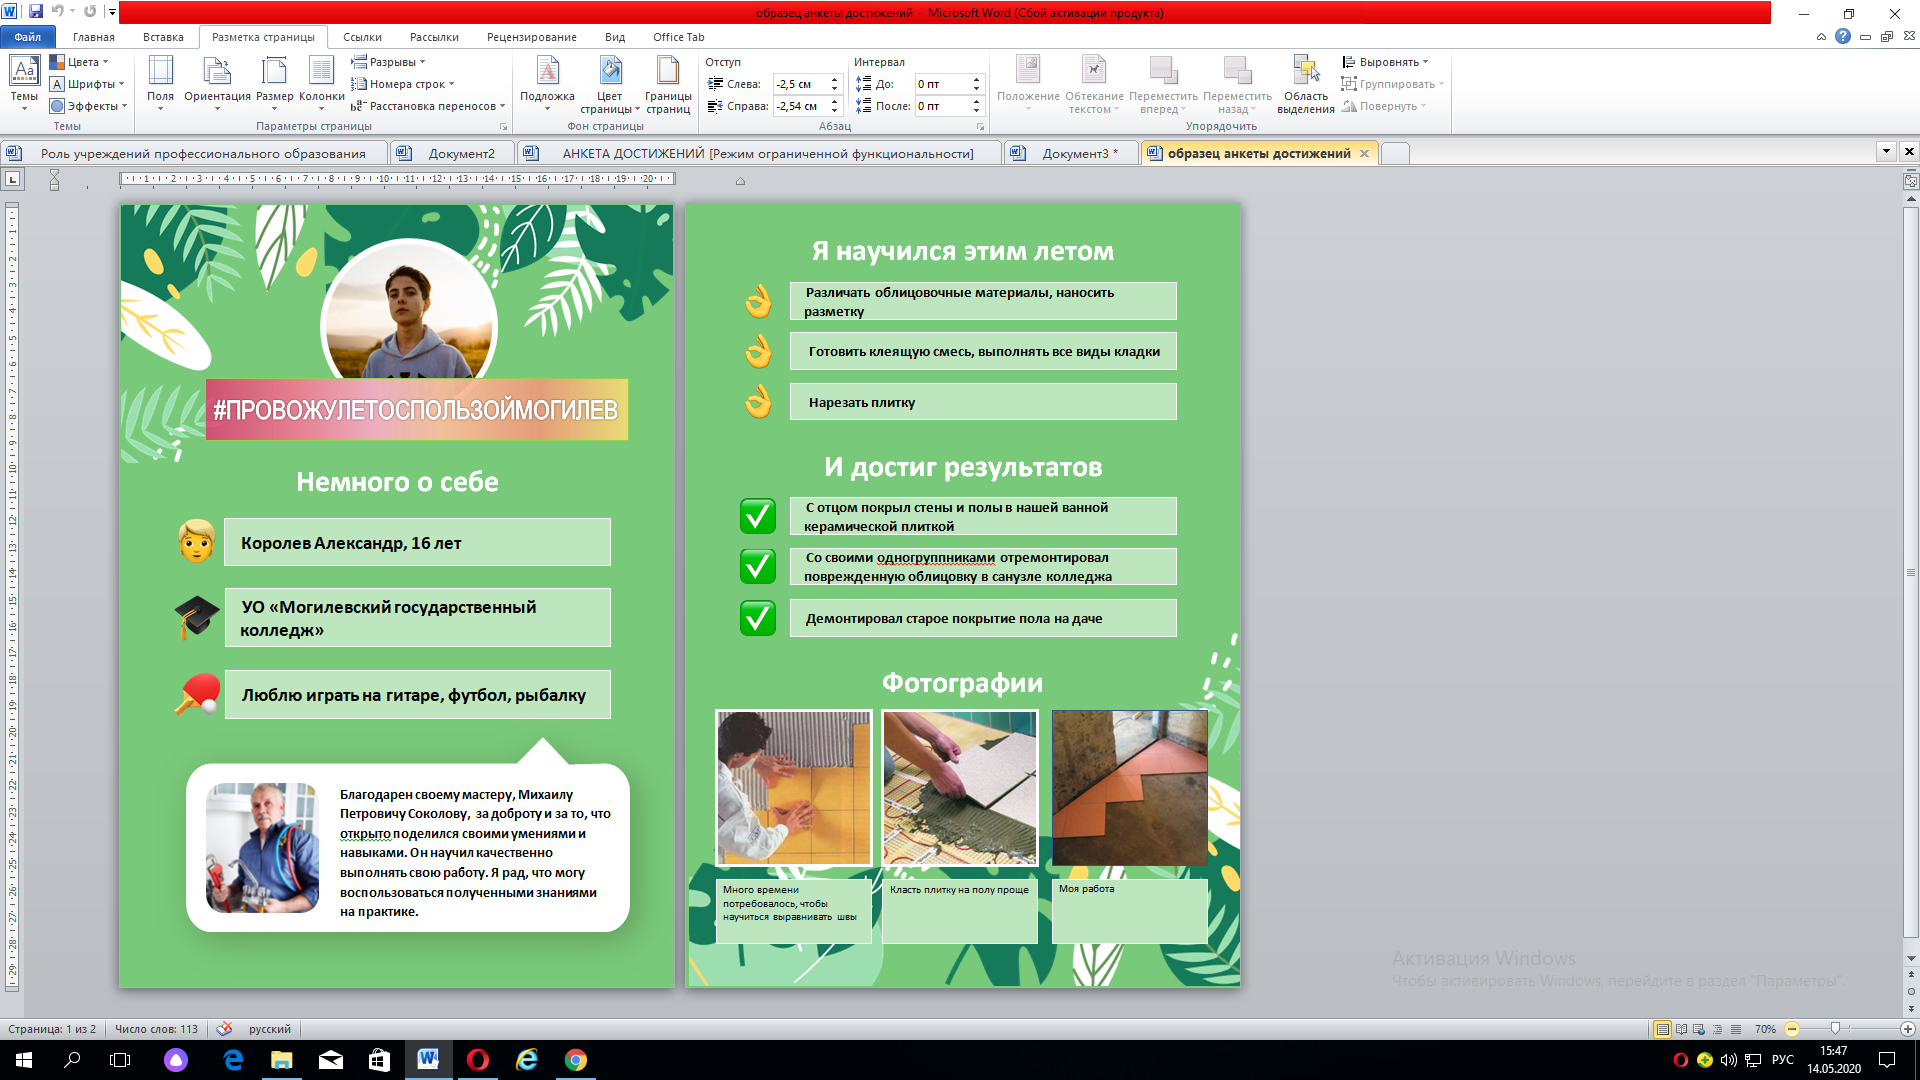 образец анкеты достижений - Microsoft Word (Сбой активации продукта)
Файл Главная Вставка Разметка страницы Ссылки Рассылки Рецензирование Вид Office Tab
Темы
Цвета
Шрифты
Эффекты
Темы
Поля Ориентация Размер Колонки
Разрывы
Номера строк
Расстановка переносов
Параметры страницы
Подложка Цвет страницы Границы страниц
Фон страницы
Отступ
Слева: -2,5 см
Справа: -2,54 см
Интервал
До: 0 пт
После: 0 пт
Абзац
Положение Обтекание текстом Переместить вперед Переместить назад Область выделения
Выровнять
Группировать
Повернуть
Упорядочить
Роль учреждений профессионального образования Документ2 АНКЕТА ДОСТИЖЕНИЙ [Режим ограниченной функциональности] Документ3 * образец анкеты достижений
#ПРОВОЖУЛЕТОСПОЛЬЗОЙМОГИЛЕВ
Немного о себе
Королев Александр, 16 лет
УО «Могилевский государственный
колледж»
Люблю играть на гитаре, футбол, рыбалку
Благодарен своему мастеру, Михаилу
Петровичу Соколову, за доброту и за то, что
открыто поделился своими умениями и
навыками. Он научил качественно
выполнять свою работу. Я рад, что могу
воспользоваться полученными знаниями
на практике.
Я научился этим летом
Различать облицовочные материалы, наносить
разметку
Готовить клеящую смесь, выполнять все виды кладки
Нарезать плитку
И достиг результатов
С отцом покрыл стены и полы в нашей ванной
керамической плиткой
Со своими одногруппниками отремонтировал
поврежденную облицовку в санузле колледжа
Демонтировал старое покрытие пола на даче
Фотографии
Много времени
потребовалось, чтобы
научиться выравнивать швы
Класть плитку на полу проще
Моя работа
Активация Windows
Чтобы активировать Windows, перейдите в раздел "Параметры".
Страница: 1 из 2 Число слов: 113 русский 70%
РУС 15:47
14.05.2020